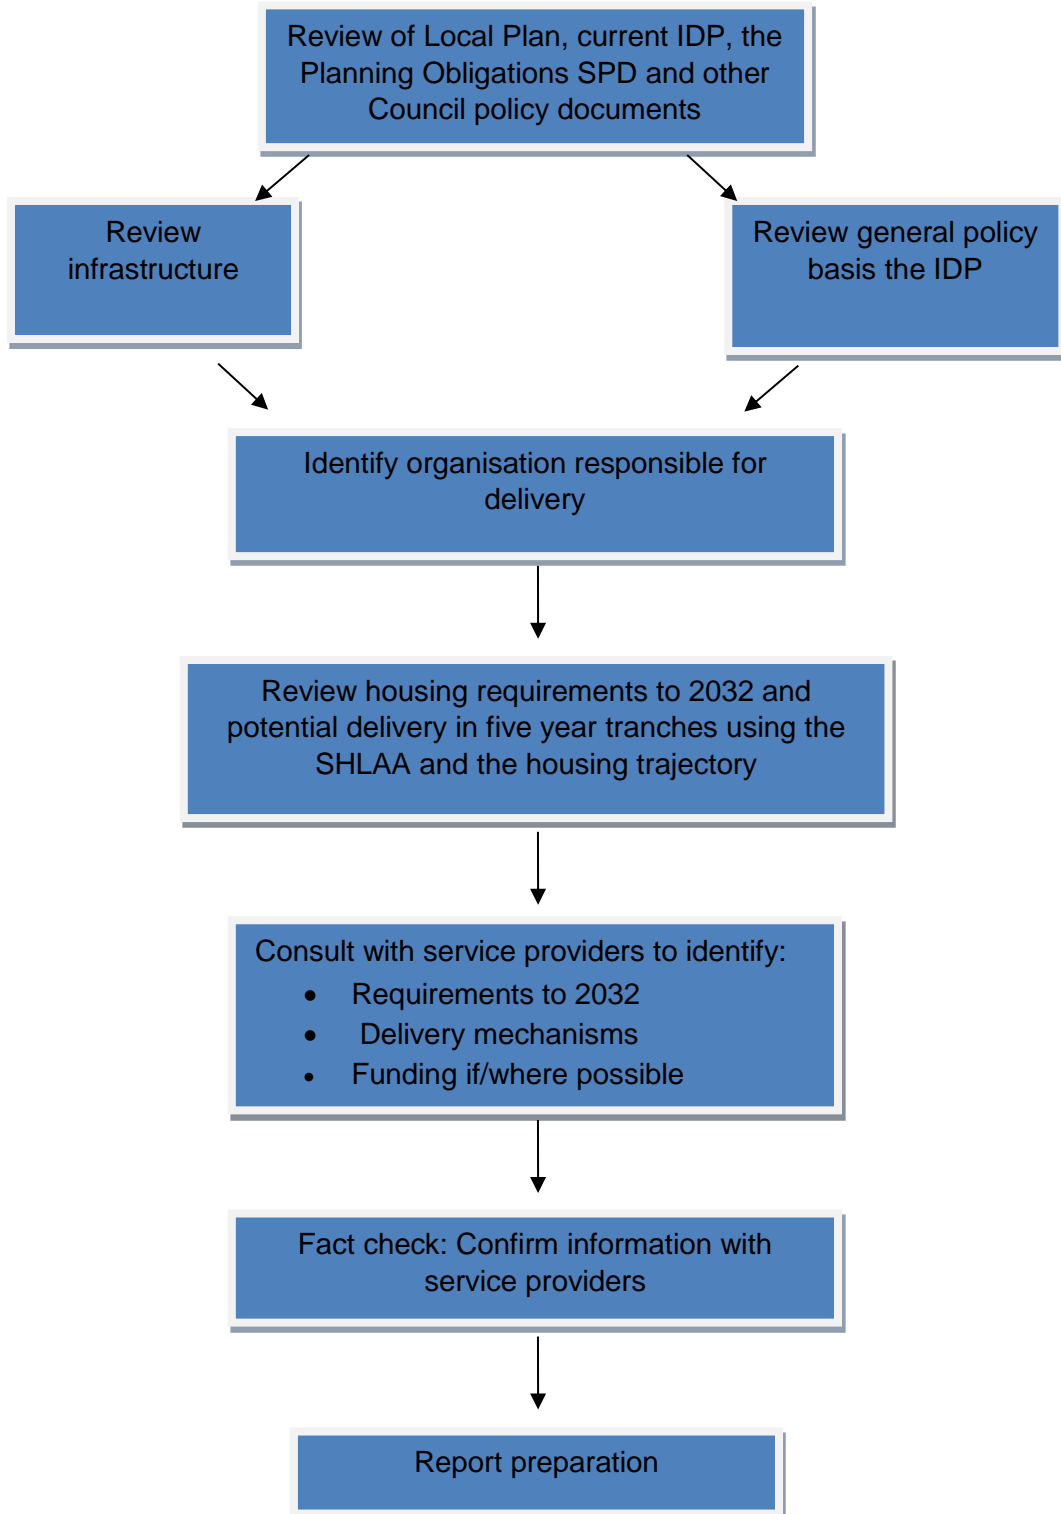 Review of Local Plan, current IDP, the
Planning Obligations SPD and other
Council policy documents
Review
infrastructure
Review general policy
basis the IDP
Identify organisation responsible for
delivery
Review housing requirements to 2032 and
potential delivery in five year tranches using the
SHLAA and the housing trajectory
Consult with service providers to identify:
• Requirements to 2032
• Delivery mechanisms
• Funding if/where possible
Fact check: Confirm information with
service providers
Report preparation